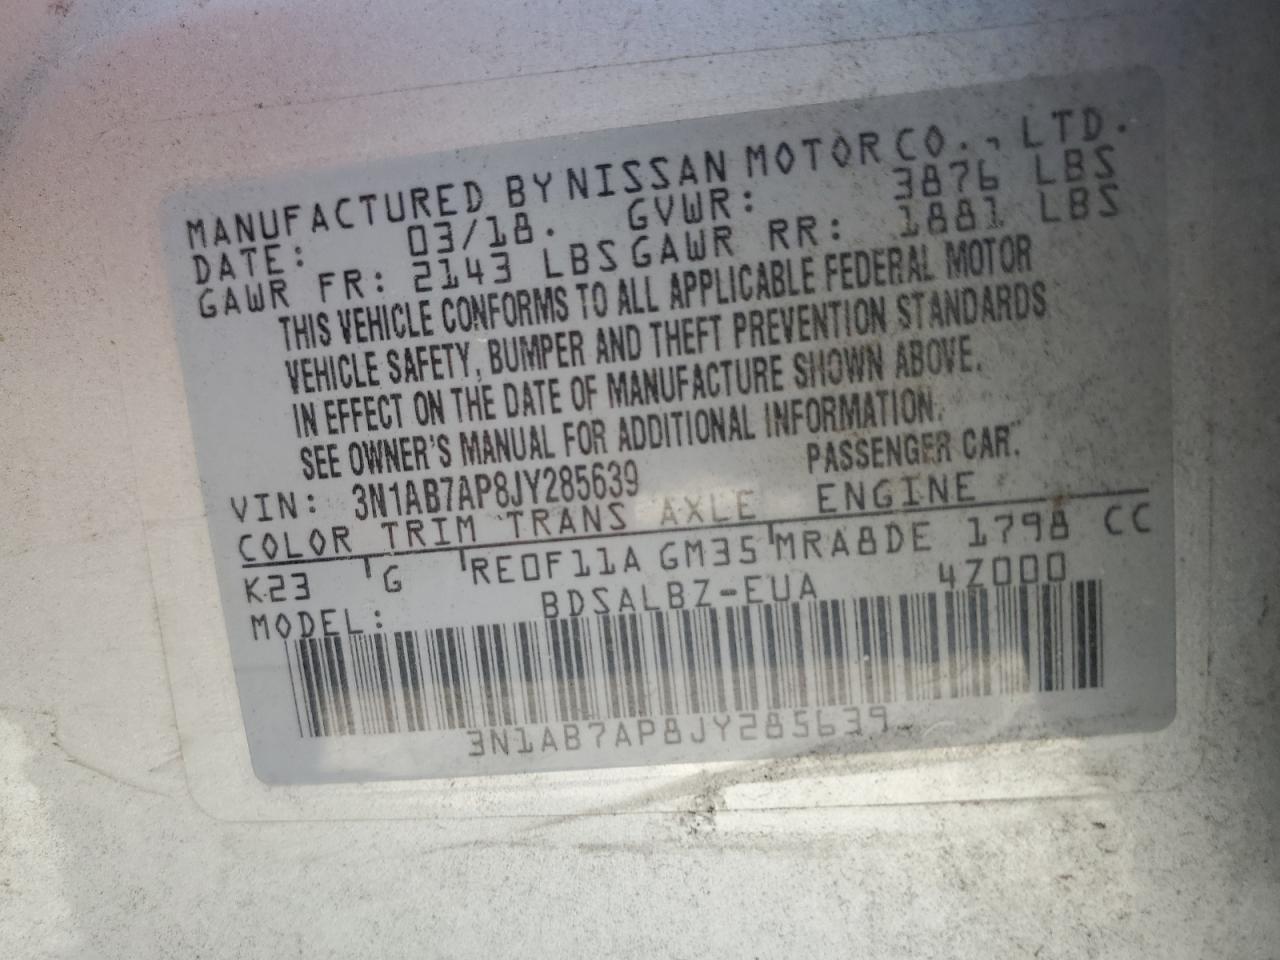 MANUFACTURED BY NISSAN MOTOR CO., LTD.
DATE: 03/18. GVWR: 3876 LBS
GAWR FR: 2143 LBS GAWR RR: 1881 LBS
THIS VEHICLE CONFORMS TO ALL APPLICABLE FEDERAL MOTOR
VEHICLE SAFETY, BUMPER AND THEFT PREVENTION STANDARDS
IN EFFECT ON THE DATE OF MANUFACTURE SHOWN ABOVE.
SEE OWNER'S MANUAL FOR ADDITIONAL INFORMATION.
VIN: 3N1AB7AP8JY285639 PASSENGER CAR.
COLOR TRIM TRANS AXLE ENGINE
K23 G RE0F11A GM35 MRA8DE 1798 CC
MODEL: BDSALBZ-EUA 4Z000
3N1AB7AP8JY285639